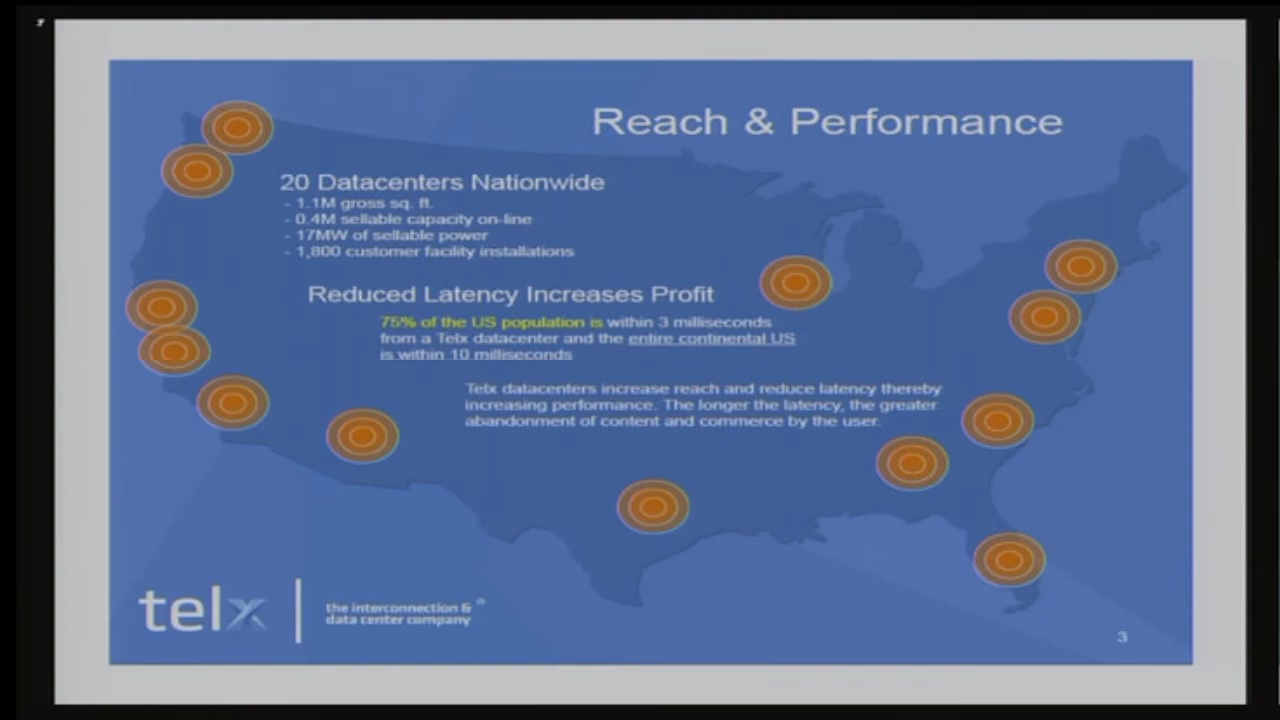 Reach & Performance
20 Datacenters Nationwide
- 1.1M gross sq. ft.
- 0.4M sellable capacity on-line
- 17MW of sellable power
- 1,800 customer facility installations
Reduced Latency Increases Profit
75% of the US population is within 3 milliseconds
from a Telx datacenter and the entire continental US
is within 10 milliseconds
Telx datacenters increase reach and reduce latency thereby
increasing performance. The longer the latency, the greater
abandonment of content and commerce by the user.
telx
the interconnection &
data center company
3